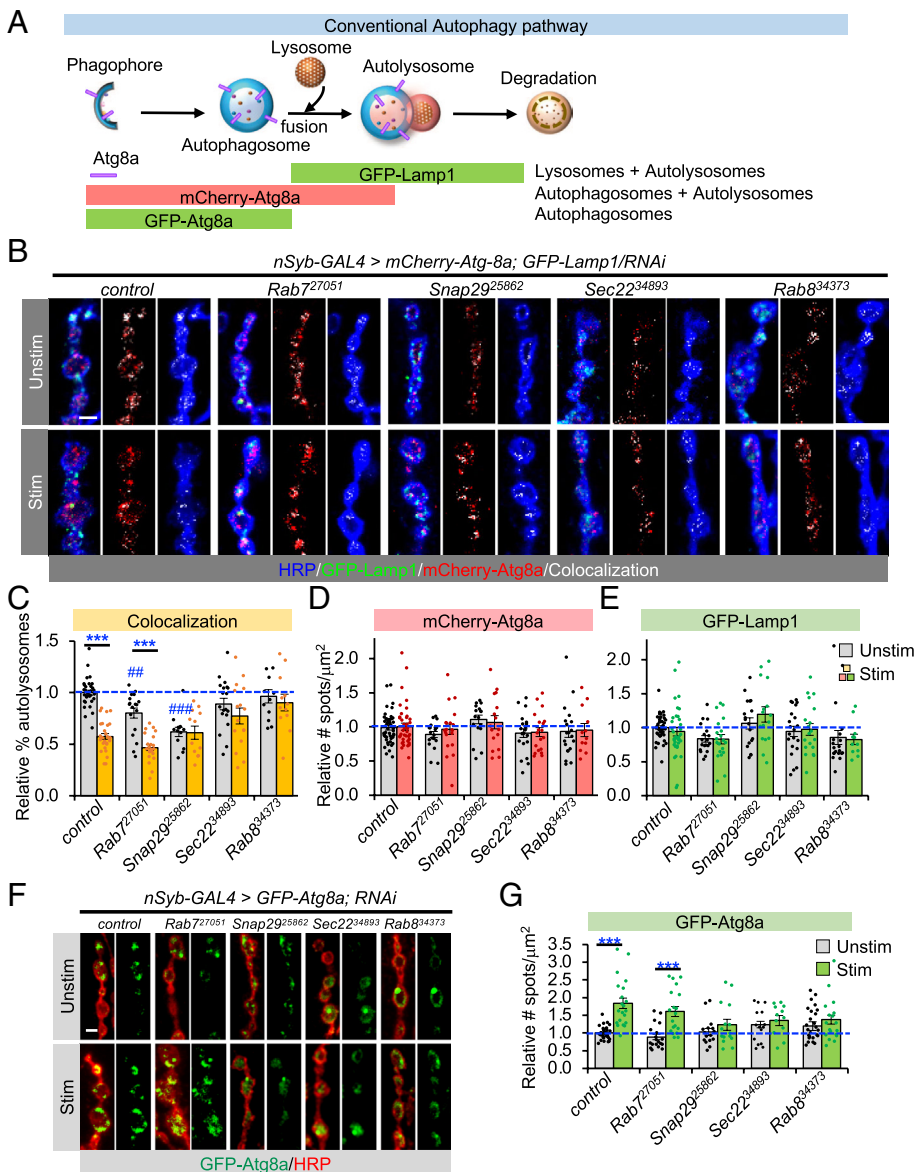 A
Conventional Autophagy pathway
Lysosome
Phagophore
Autolysosome
Degradation
fusion
Autophagosome
Atg8a
GFP-Lamp1
Lysosomes + Autolysosomes
mCherry-Atg8a
Autophagosomes + Autolysosomes
GFP-Atg8a
Autophagosomes
B
nSyb-GAL4 > mCherry-Atg-8a; GFP-Lamp1/RNAi
control Rab7²⁷⁰⁵¹ Snap29²⁵⁸⁶² Sec22³⁴⁸⁹³ Rab8³⁴³⁷³
Unstim
Stim
HRP/GFP-Lamp1/mCherry-Atg8a/Colocalization
C
Colocalization
Relative % autolysosomes
1.5
1.0
0.5
0.0
*** ***
##
###
control Rab7²⁷⁰⁵¹ Snap29²⁵⁸⁶² Sec22³⁴⁸⁹³ Rab8³⁴³⁷³
D
mCherry-Atg8a
Relative # spots/µm²
2.0
1.5
1.0
0.5
0.0
control Rab7²⁷⁰⁵¹ Snap29²⁵⁸⁶² Sec22³⁴⁸⁹³ Rab8³⁴³⁷³
E
GFP-Lamp1
Unstim
Stim
2.0
1.5
1.0
0.5
0.0
control Rab7²⁷⁰⁵¹ Snap29²⁵⁸⁶² Sec22³⁴⁸⁹³ Rab8³⁴³⁷³
F
nSyb-GAL4 > GFP-Atg8a; RNAi
control Rab7²⁷⁰⁵¹ Snap29²⁵⁸⁶² Sec22³⁴⁸⁹³ Rab8³⁴³⁷³
Unstim
Stim
GFP-Atg8a/HRP
G
GFP-Atg8a
Unstim
Stim
Relative # spots/µm²
3.5
3.0
2.5
2.0
1.5
1.0
0.5
0.0
*** ***
control Rab7²⁷⁰⁵¹ Snap29²⁵⁸⁶² Sec22³⁴⁸⁹³ Rab8³⁴³⁷³